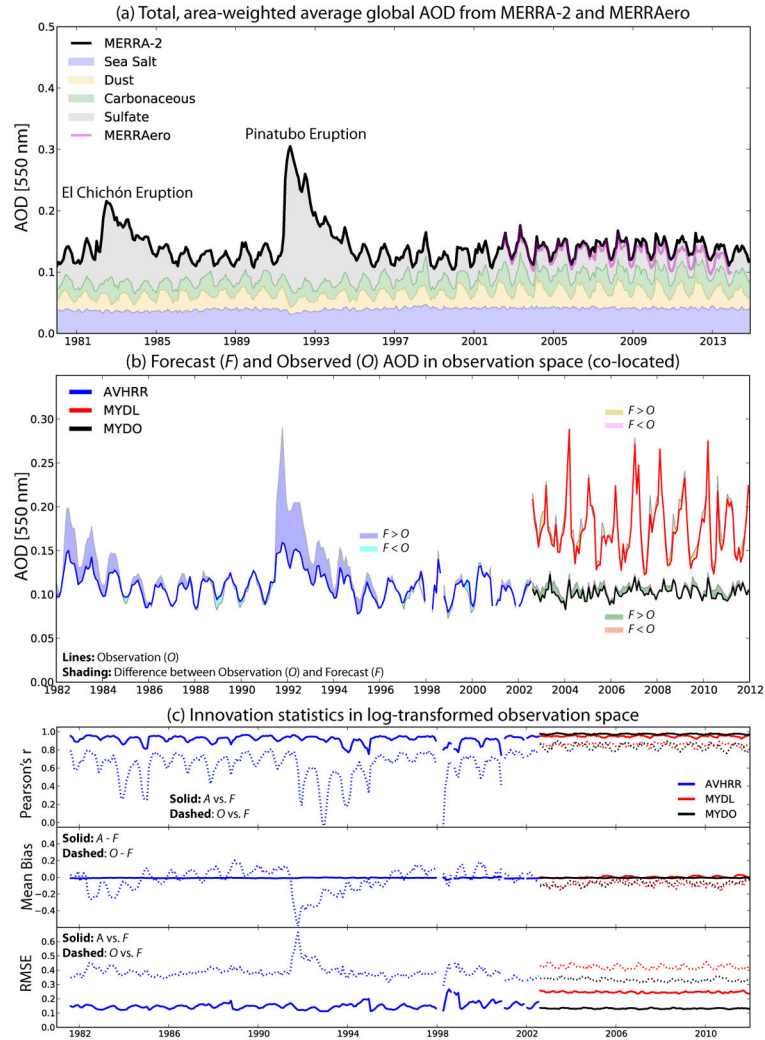 (a) Total, area-weighted average global AOD from MERRA-2 and MERRAero
0.5
0.4
0.3
0.2
0.1
0.0
AOD [550 nm]
MERRA-2
Sea Salt
Dust
Carbonaceous
Sulfate
MERRAero
El Chichón Eruption
Pinatubo Eruption
1981 1985 1989 1991 1993 1997 2001 2005 2009 2013
(b) Forecast (F) and Observed (O) AOD in observation space (co-located)
0.30
0.25
0.20
0.15
0.10
0.05
0.00
AOD [550 nm]
AVHRR
MYDL
MYDO
F > O
F < O
F > O
F < O
F > O
F < O
Lines: Observation (O)
Shading: Difference between Observation (O) and Forecast (F)
1982 1984 1986 1988 1990 1992 1994 1996 1998 2000 2002 2004 2006 2008 2010 2012
(c) Innovation statistics in log-transformed observation space
1.0
0.8
0.6
0.4
0.2
0.0
Pearson's r
Solid: A vs. F
Dashed: O vs. F
AVHRR
MYDL
MYDO
0.4
0.2
0.0
−0.2
−0.4
Mean Bias
Solid: A - F
Dashed: O - F
0.6
0.5
0.4
0.3
0.2
0.1
0.0
RMSE
Solid: A vs. F
Dashed: O vs. F
1982 1986 1990 1994 1998 2002 2006 2010